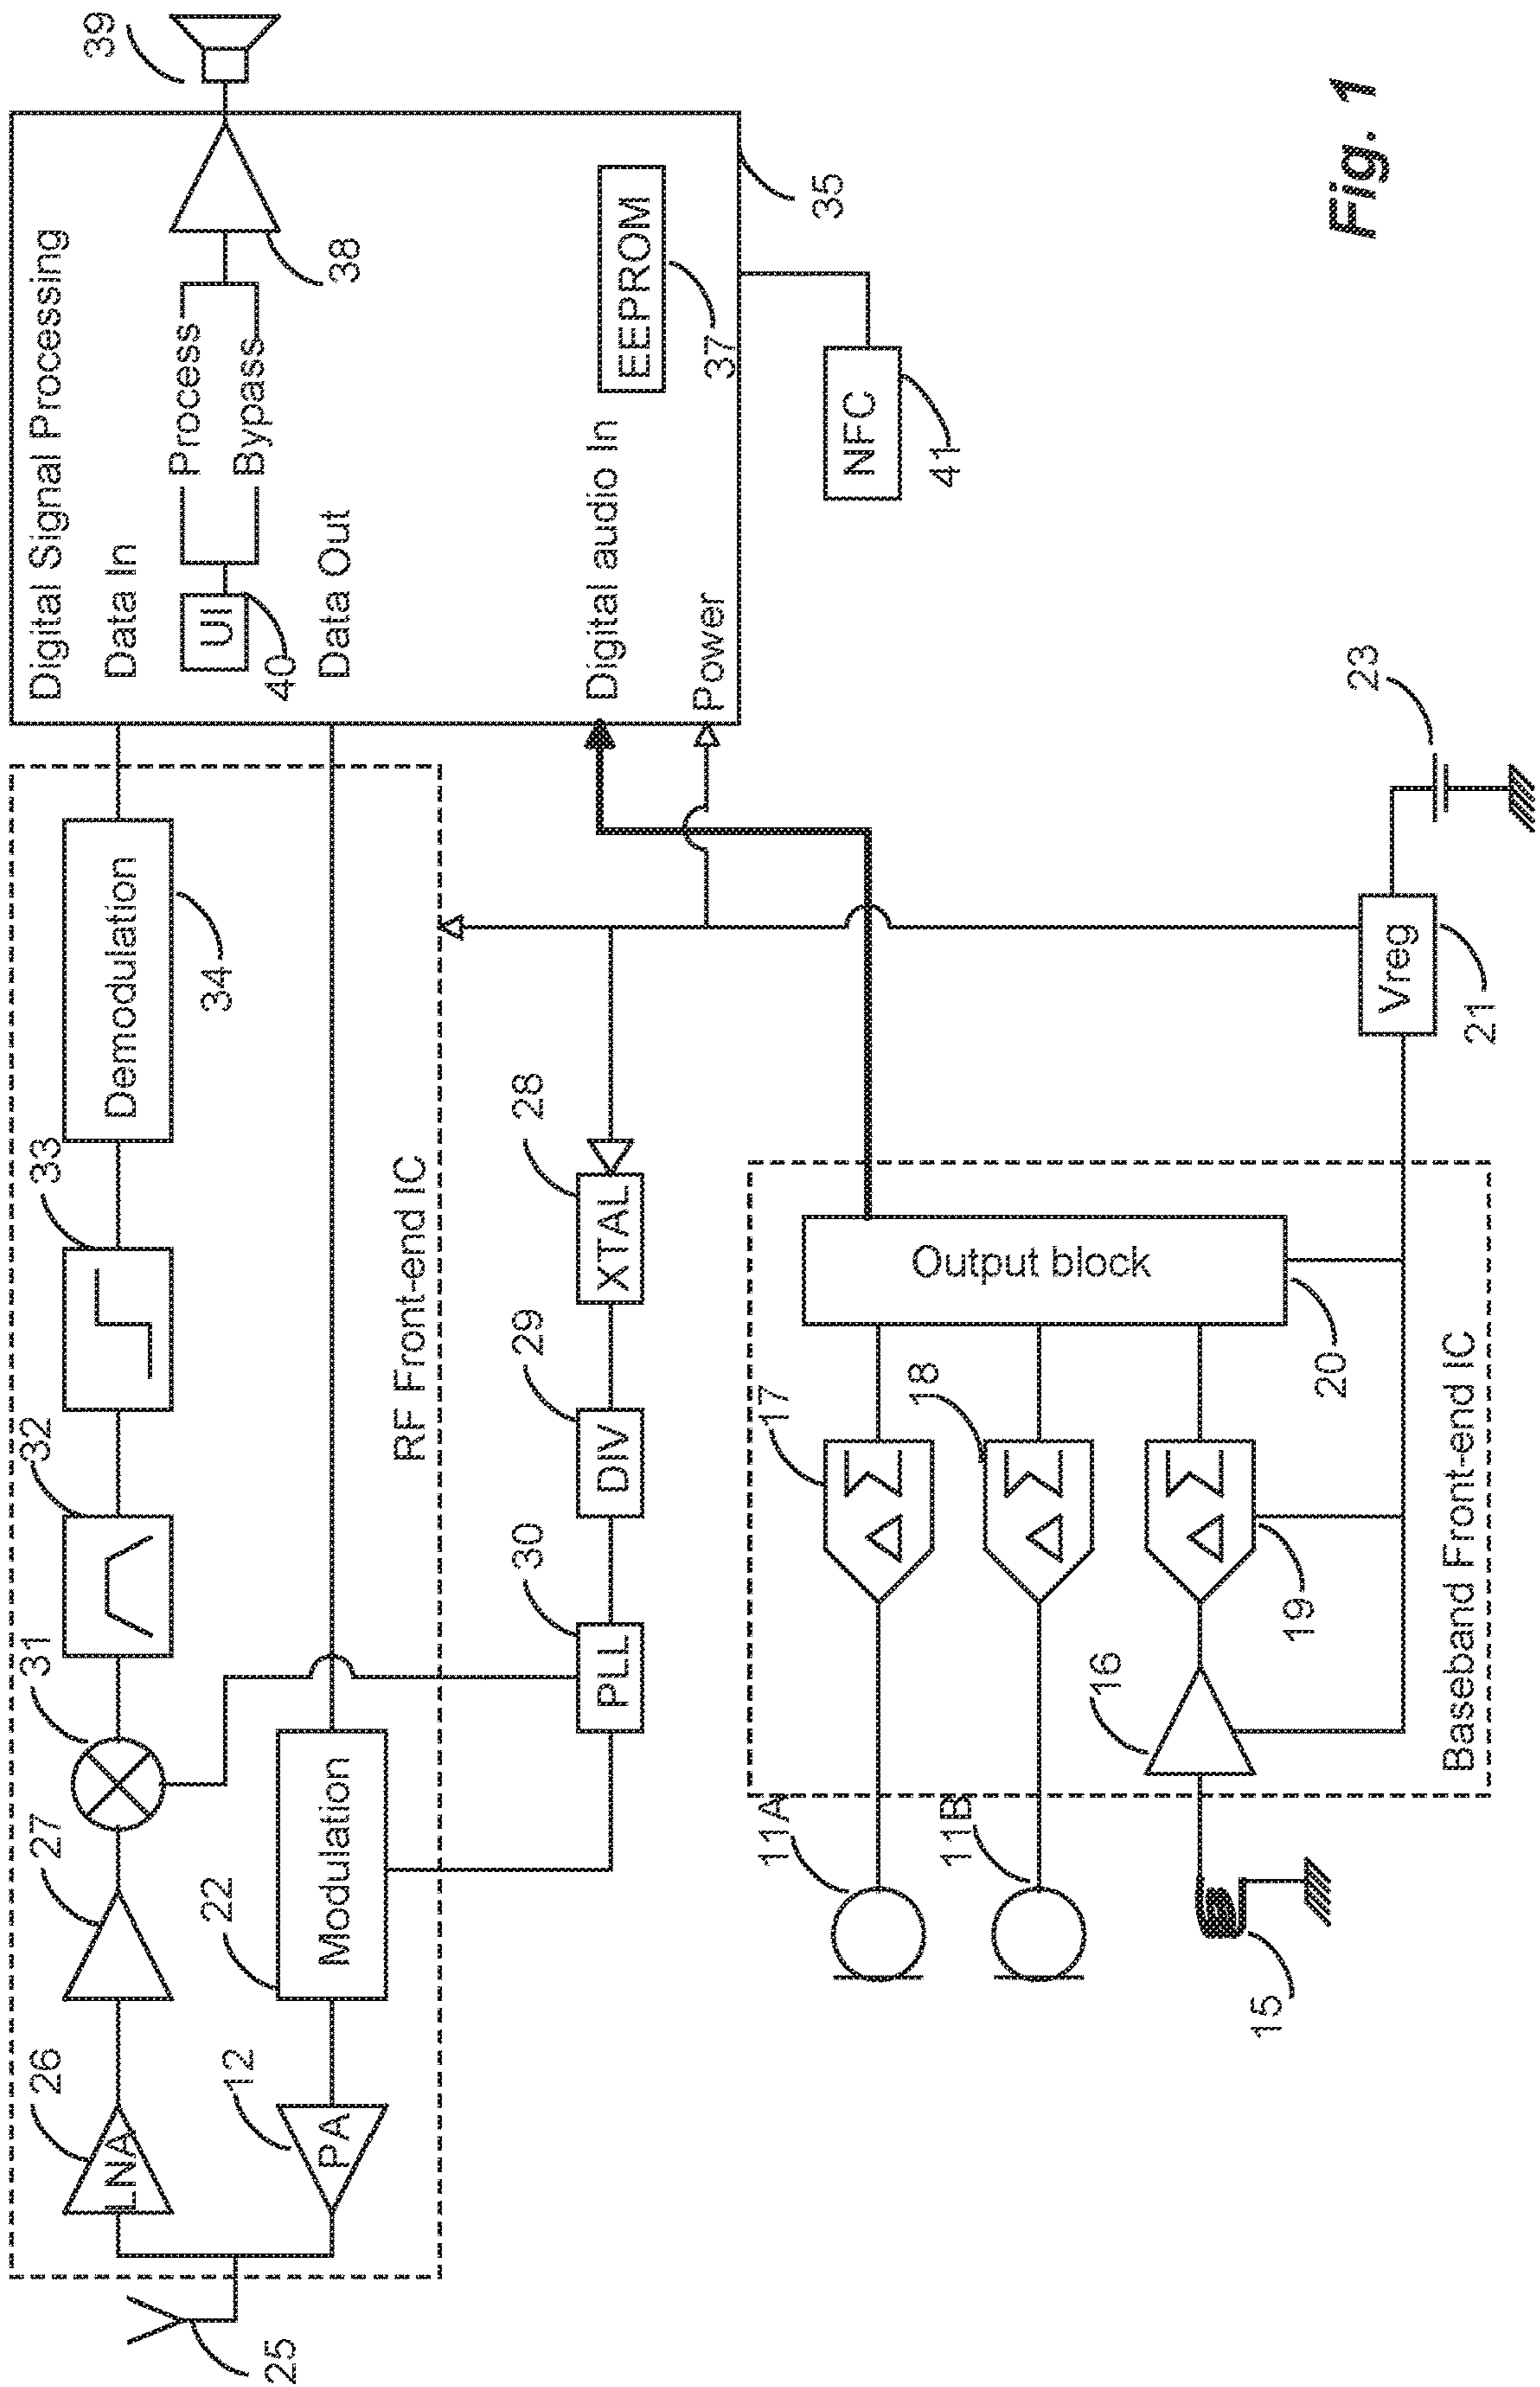 39
Digital Signal Processing
Data In
UI
40
Process
Bypass
38
Data Out
Digital audio In
EEPROM
37
Power
35
NFC
41
Fig. 1
25
LNA
26
27
31
32
33
Demodulation
34
PA
12
Modulation
22
RF Front-end IC
PLL
30
DIV
29
XTAL
28
11A
11B
15
16
17
18
19
Output block
20
Baseband Front-end IC
Vreg
21
23
Δ Σ
Δ Σ
Δ Σ